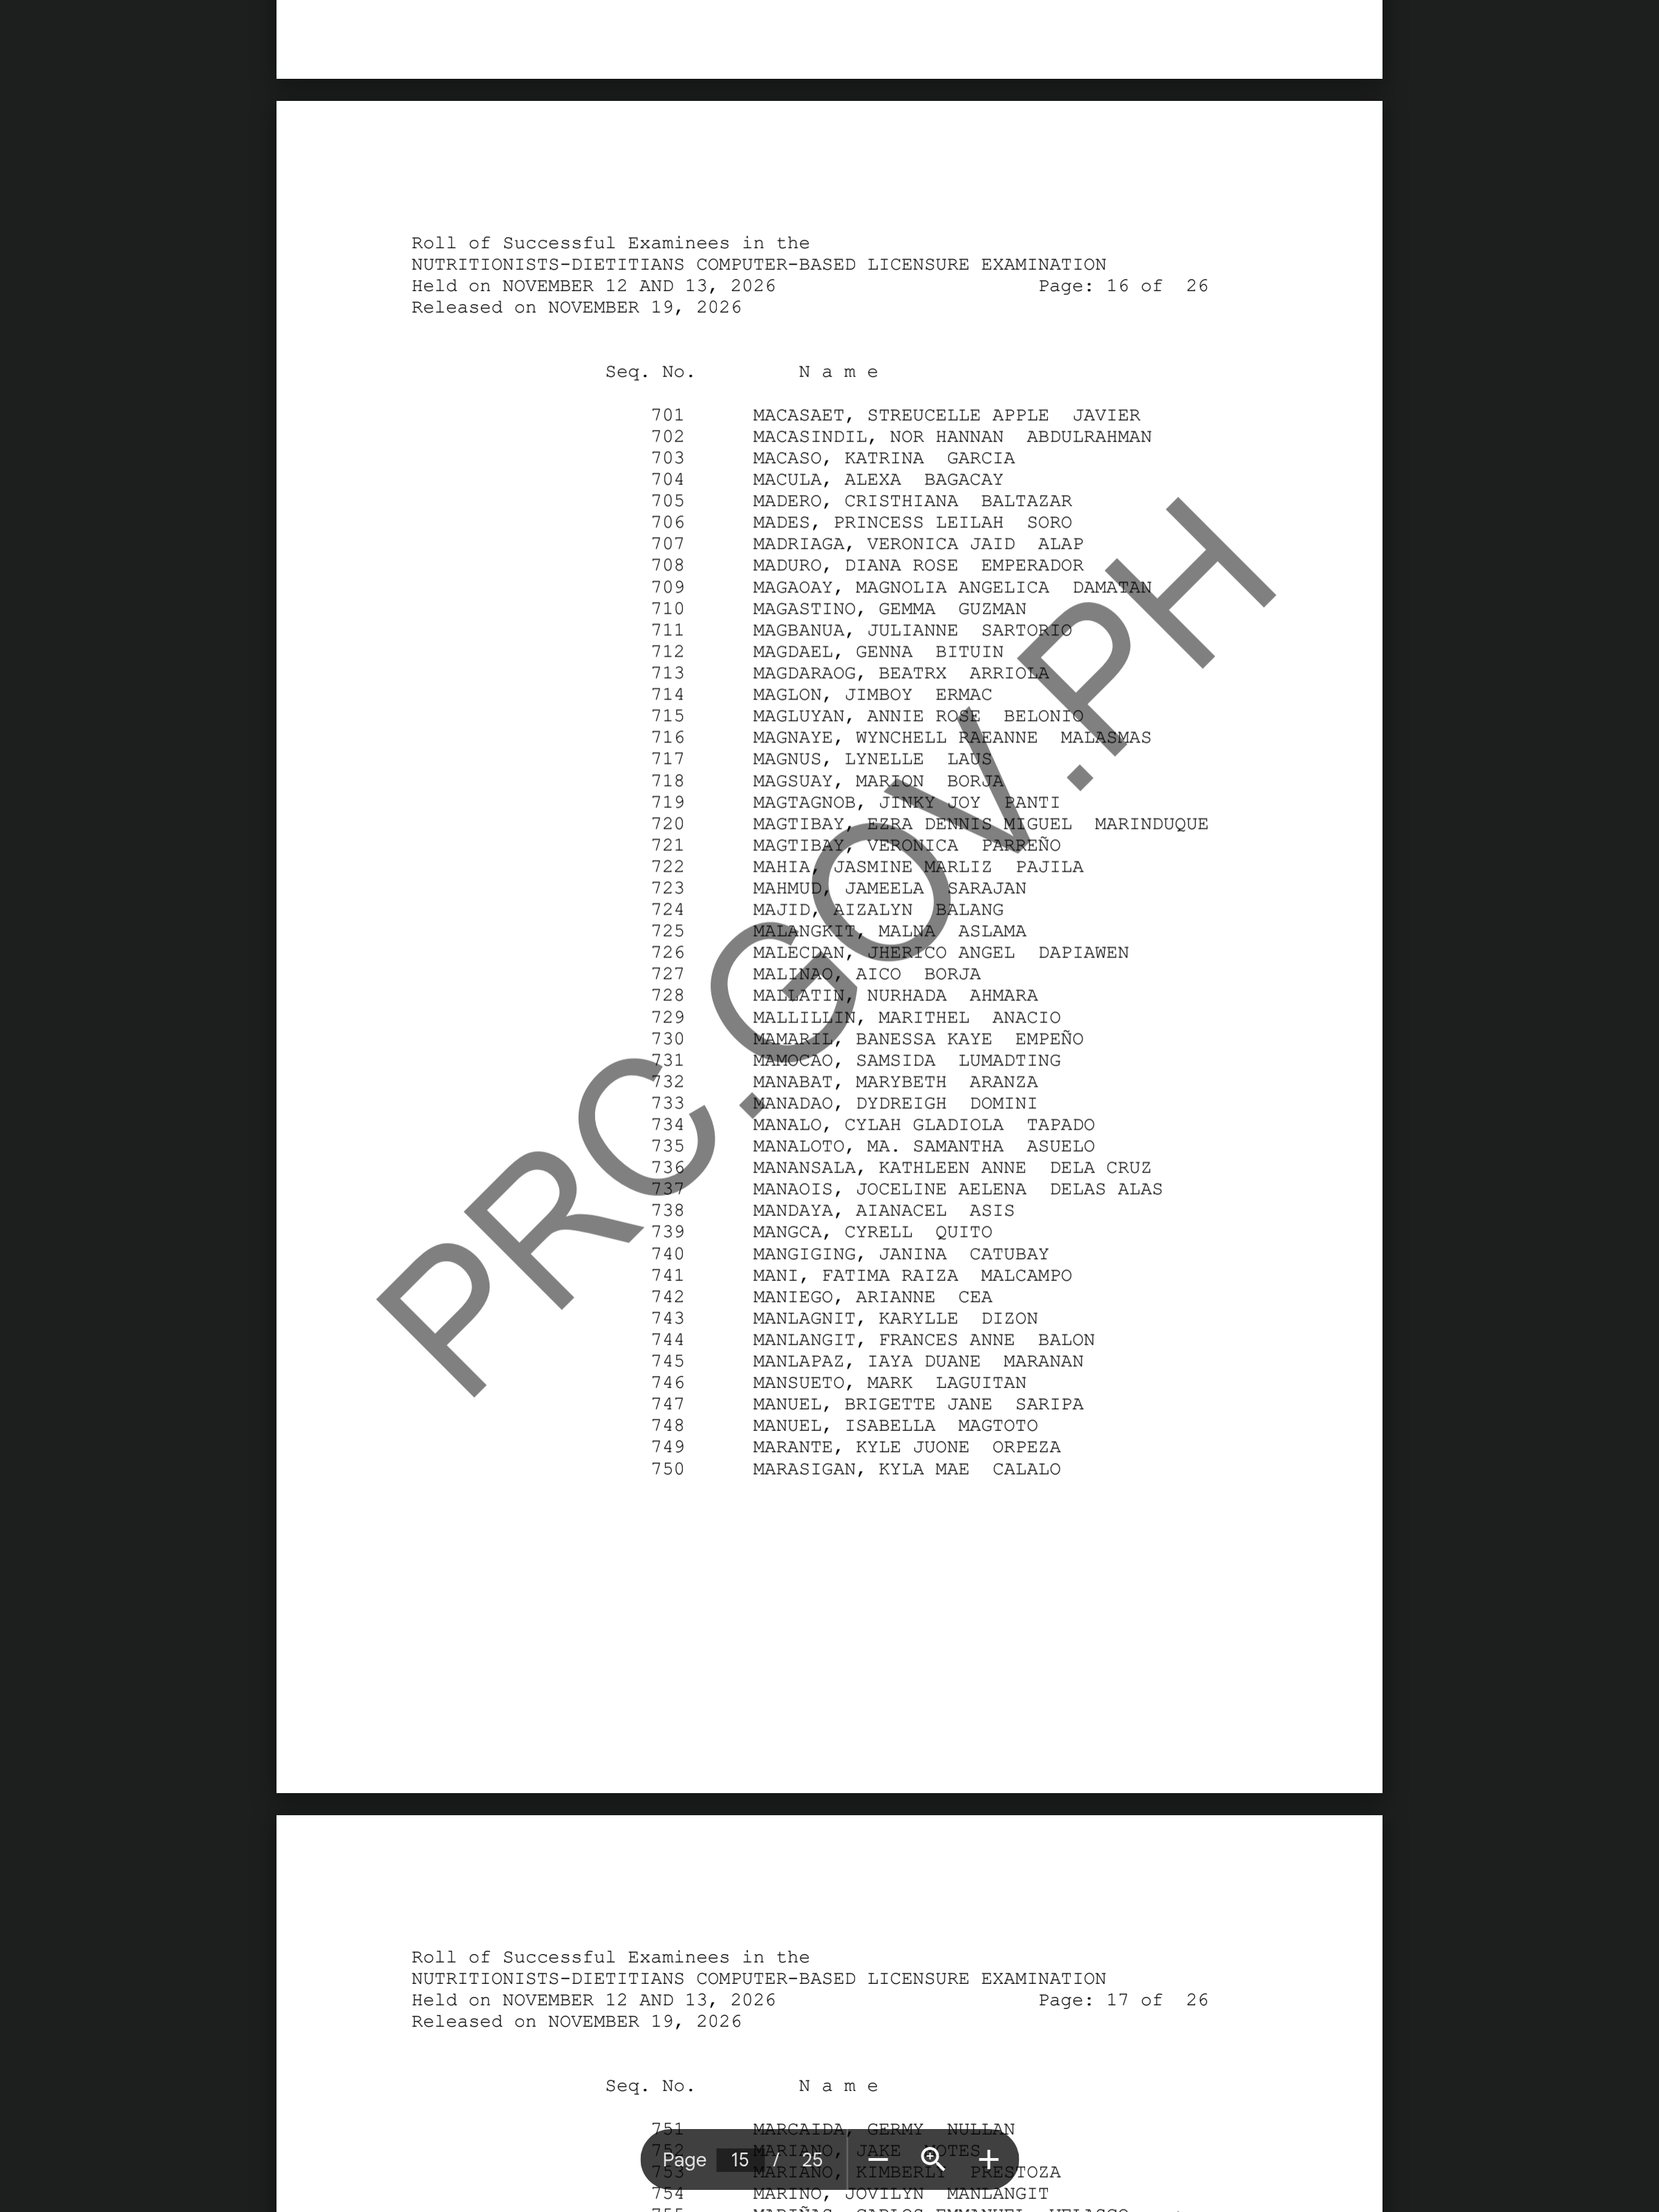 Roll of Successful Examinees in the
NUTRITIONISTS-DIETITIANS COMPUTER-BASED LICENSURE EXAMINATION
Held on NOVEMBER 12 AND 13, 2026 Page: 16 of 26
Released on NOVEMBER 19, 2026
Seq. No. N a m e
701 MACASAET, STREUCELLE APPLE JAVIER
702 MACASINDIL, NOR HANNAN ABDULRAHMAN
703 MACASO, KATRINA GARCIA
704 MACULA, ALEXA BAGACAY
705 MADERO, CRISTHIANA BALTAZAR
706 MADES, PRINCESS LEILAH SORO
707 MADRIAGA, VERONICA JAID ALAP
708 MADURO, DIANA ROSE EMPERADOR
709 MAGAOAY, MAGNOLIA ANGELICA DAMATAN
710 MAGASTINO, GEMMA GUZMAN
711 MAGBANUA, JULIANNE SARTORIO
712 MAGDAEL, GENNA BITUIN
713 MAGDARAOG, BEATRX ARRIOLA
714 MAGLON, JIMBOY ERMAC
715 MAGLUYAN, ANNIE ROSE BELONIO
716 MAGNAYE, WYNCHELL RAEANNE MALASMAS
717 MAGNUS, LYNELLE LAUS
718 MAGSUAY, MARION BORJA
719 MAGTAGNOB, JINKY JOY PANTI
720 MAGTIBAY, EZRA DENNIS MIGUEL MARINDUQUE
721 MAGTIBAY, VERONICA PARREÑO
722 MAHIA, JASMINE MARLIZ PAJILA
723 MAHMUD, JAMEELA SARAJAN
724 MAJID, AIZALYN BALANG
725 MALANGKIT, MALNA ASLAMA
726 MALECDAN, JHERICO ANGEL DAPIAWEN
727 MALINAO, AICO BORJA
728 MALLATIN, NURHADA AHMARA
729 MALLILLIN, MARITHEL ANACIO
730 MAMARIL, BANESSA KAYE EMPEÑO
731 MAMOCAO, SAMSIDA LUMADTING
732 MANABAT, MARYBETH ARANZA
733 MANADAO, DYDREIGH DOMINI
734 MANALO, CYLAH GLADIOLA TAPADO
735 MANALOTO, MA. SAMANTHA ASUELO
736 MANANSALA, KATHLEEN ANNE DELA CRUZ
737 MANAOIS, JOCELINE AELENA DELAS ALAS
738 MANDAYA, AIANACEL ASIS
739 MANGCA, CYRELL QUITO
740 MANGIGING, JANINA CATUBAY
741 MANI, FATIMA RAIZA MALCAMPO
742 MANIEGO, ARIANNE CEA
743 MANLAGNIT, KARYLLE DIZON
744 MANLANGIT, FRANCES ANNE BALON
745 MANLAPAZ, IAYA DUANE MARANAN
746 MANSUETO, MARK LAGUITAN
747 MANUEL, BRIGETTE JANE SARIPA
748 MANUEL, ISABELLA MAGTOTO
749 MARANTE, KYLE JUONE ORPEZA
750 MARASIGAN, KYLA MAE CALALO
PRC.GOV.PH
Roll of Successful Examinees in the
NUTRITIONISTS-DIETITIANS COMPUTER-BASED LICENSURE EXAMINATION
Held on NOVEMBER 12 AND 13, 2026 Page: 17 of 26
Released on NOVEMBER 19, 2026
Seq. No. N a m e
751 MARCAIDA, GERMY NULLAN
752 MARIANO, JAKE
753 MARIANO, KIMBERLY PRESTOZA
754 MARINO, JOVILYN MANLANGIT
Page 15 / 25